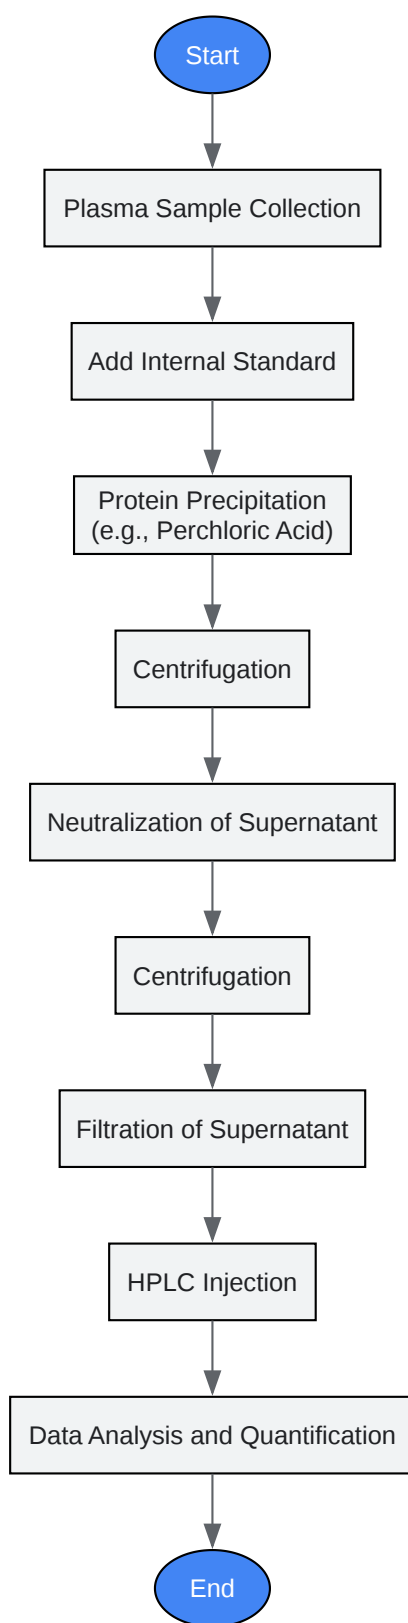 Start
Plasma Sample Collection
Add Internal Standard
Protein Precipitation
(e.g., Perchloric Acid)
Centrifugation
Neutralization of Supernatant
Centrifugation
Filtration of Supernatant
HPLC Injection
Data Analysis and Quantification
End